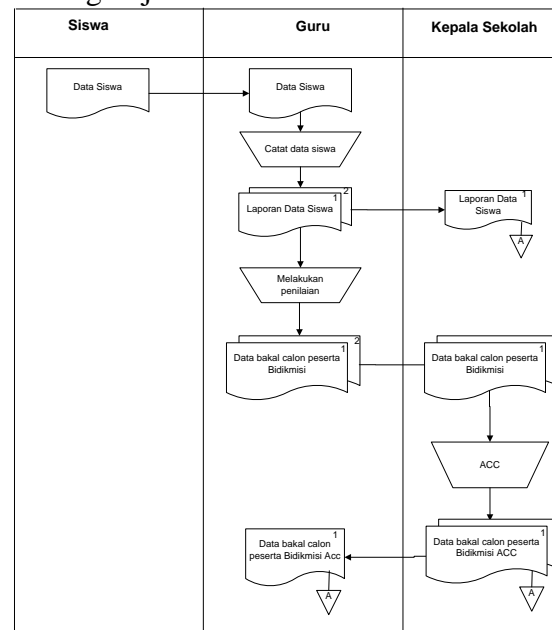 Siswa
Guru
Kepala Sekolah
Data Siswa
Data Siswa
Catat data siswa
2
1
Laporan Data Siswa
1
Laporan Data
Siswa
A
Melakukan
penilaian
2
1
Data bakal calon peserta
Bidikmisi
1
Data bakal calon peserta
Bidikmisi
ACC
1
Data bakal calon peserta
Bidikmisi ACC
A
1
Data bakal calon
peserta Bidikmisi Acc
A